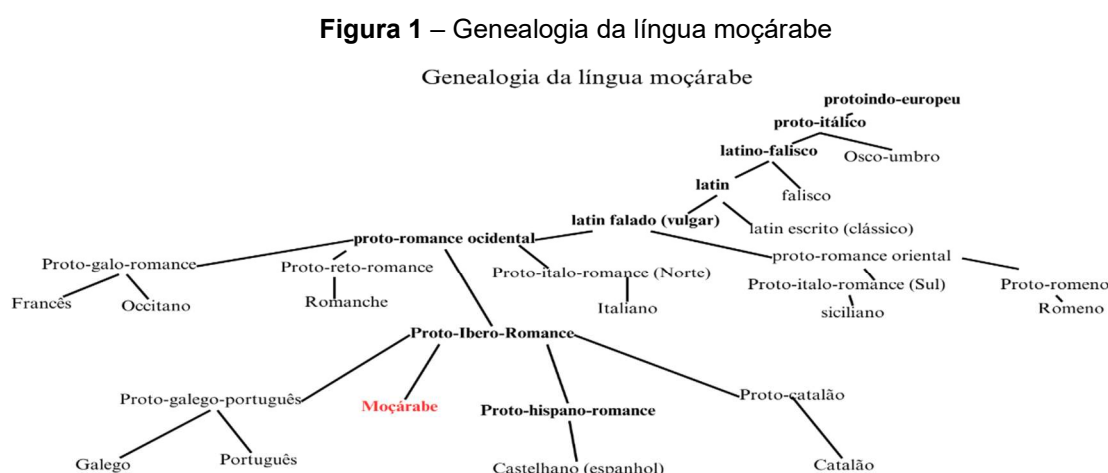 Figura 1 – Genealogia da língua moçárabe
Genealogia da língua moçárabe
protoindo-europeu
proto-itálico
latino-falisco
Osco-umbro
latin
falisco
latin falado (vulgar)
latin escrito (clássico)
proto-romance ocidental
proto-romance oriental
Proto-galo-romance
Proto-reto-romance
Proto-italo-romance (Norte)
Proto-italo-romance (Sul)
Proto-romeno
Francês
Occitano
Romanche
Italiano
siciliano
Romeno
Proto-Ibero-Romance
Proto-galego-português
Moçárabe
Proto-hispano-romance
Proto-catalão
Galego
Português
Castelhano (espanhol)
Catalão